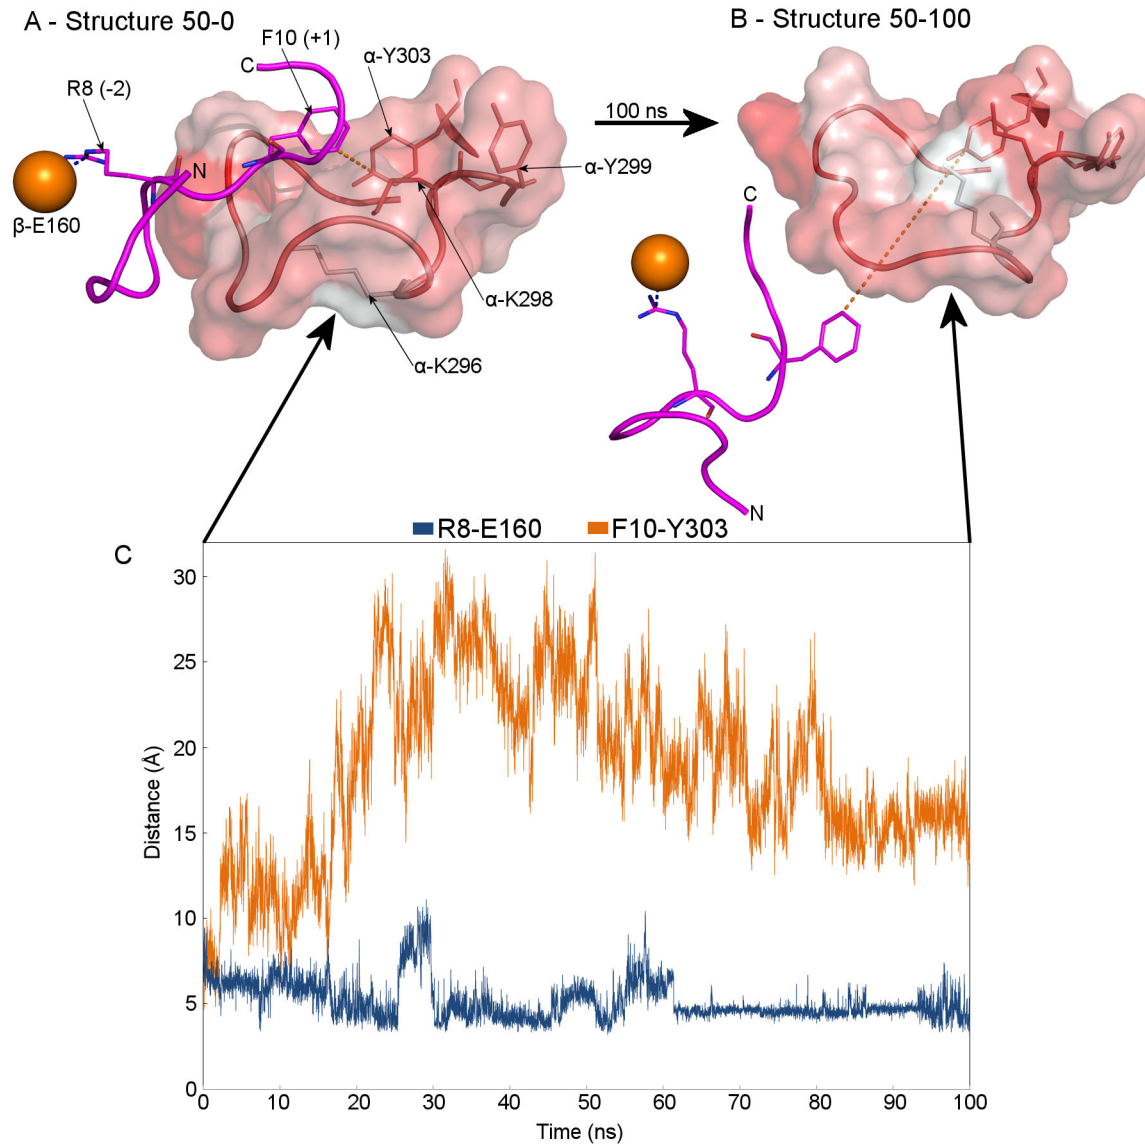 A - Structure 50-0
B - Structure 50-100
F10 (+1)
C
α-Y303
R8 (-2)
100 ns
N
α-Y299
β-E160
C
α-K298
α-K296
N
R8-E160
F10-Y303
C
30
25
20
15
10
5
0
Distance (Å)
0 10 20 30 40 50 60 70 80 90 100
Time (ns)